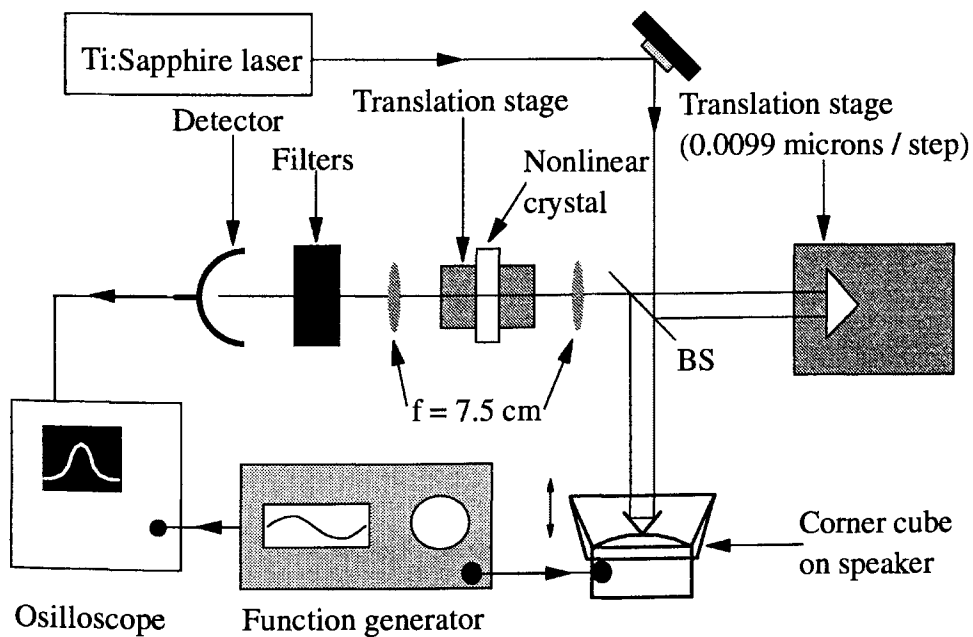 Ti:Sapphire laser
Translation stage
Translation stage
(0.0099 microns / step)
Detector
Filters
Nonlinear
crystal
BS
f = 7.5 cm
Corner cube
on speaker
Osilloscope
Function generator